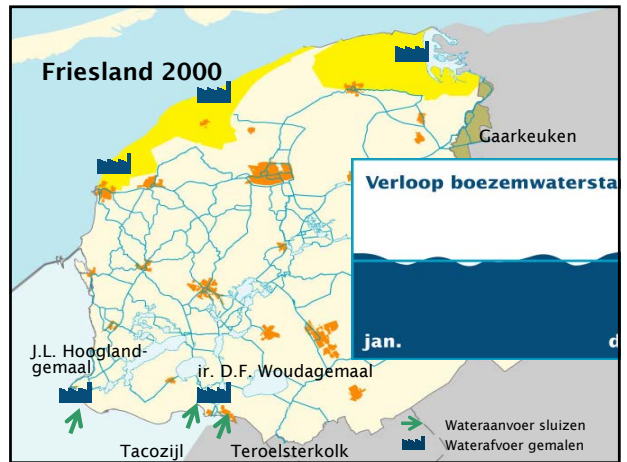 Friesland 2000
Gaarkeuken
Verloop boezemwatersta
jan.
d
J.L. Hoogland-
gemaal
ir. D.F. Woudagemaal
Tacozijl
Teroelsterkolk
Wateraanvoer sluizen
Waterafvoer gemalen